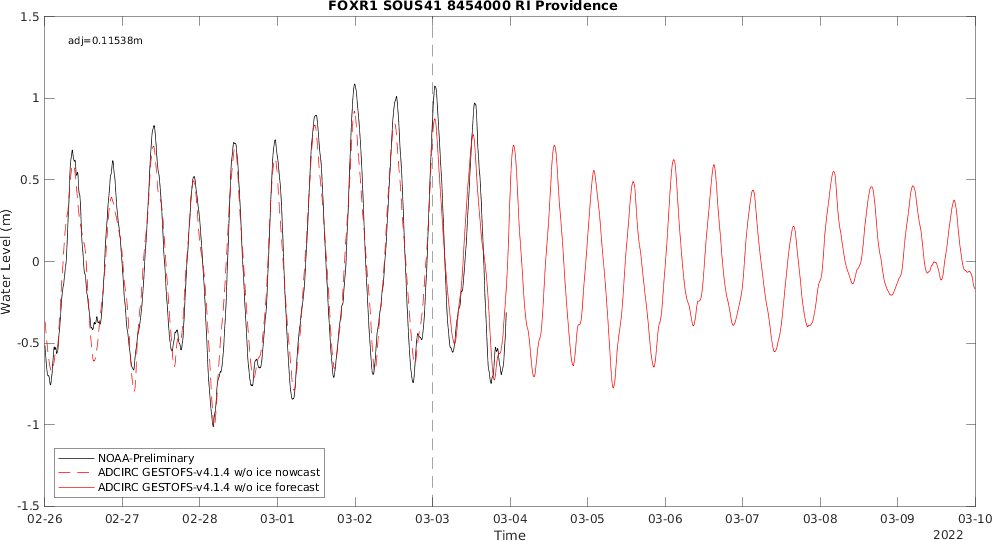 FOXR1 SOUS41 8454000 RI Providence
adj=0.11538m
1.5
1
0.5
0
-0.5
-1
-1.5
Water Level (m)
NOAA-Preliminary
ADCIRC GESTOFS-v4.1.4 w/o ice nowcast
ADCIRC GESTOFS-v4.1.4 w/o ice forecast
02-26 02-27 02-28 03-01 03-02 03-03 03-04 03-05 03-06 03-07 03-08 03-09 03-10
Time
2022